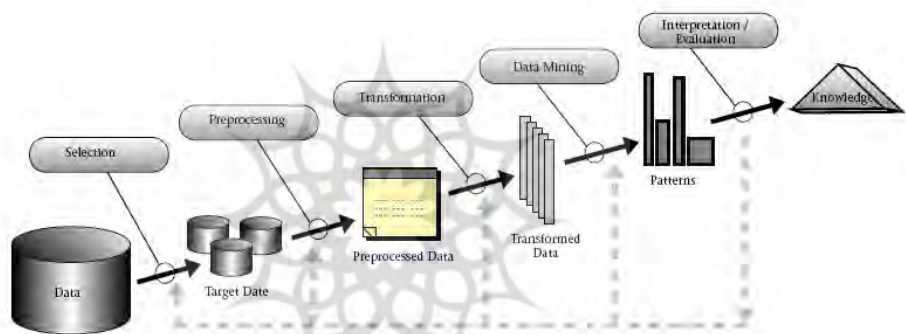 Interpretation /
Evaluation
Data Mining
Transformation
Preprocessing
Selection
Knowledge
Patterns
Transformed
Data
Preprocessed Data
Target Date
Data